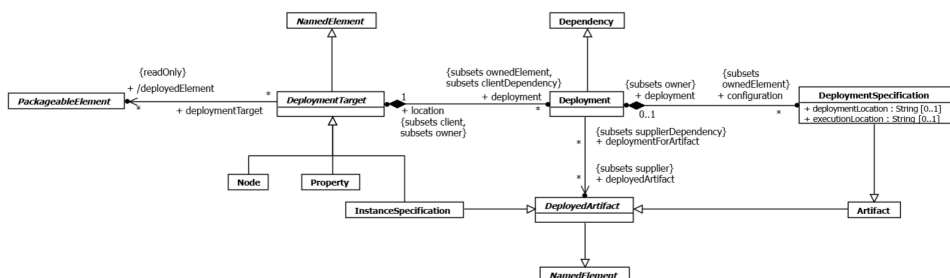 NamedElement
Dependency
{readOnly}
+ /deployedElement
{subsets ownedElement,
subsets clientDependency}
+ deployment
{subsets owner}
+ deployment
{subsets
ownedElement}
+ configuration
DeploymentSpecification
+ deploymentLocation : String [0..1]
+ executionLocation : String [0..1]
PackageableElement
*
*
+ deploymentTarget
DeploymentTarget
1
+ location
{subsets client,
subsets owner}
*
Deployment
0..1
*
{subsets supplierDependency}
+ deploymentForArtifact
*
{subsets supplier}
+ deployedArtifact
*
Node
Property
InstanceSpecification
DeployedArtifact
Artifact
NamedElement